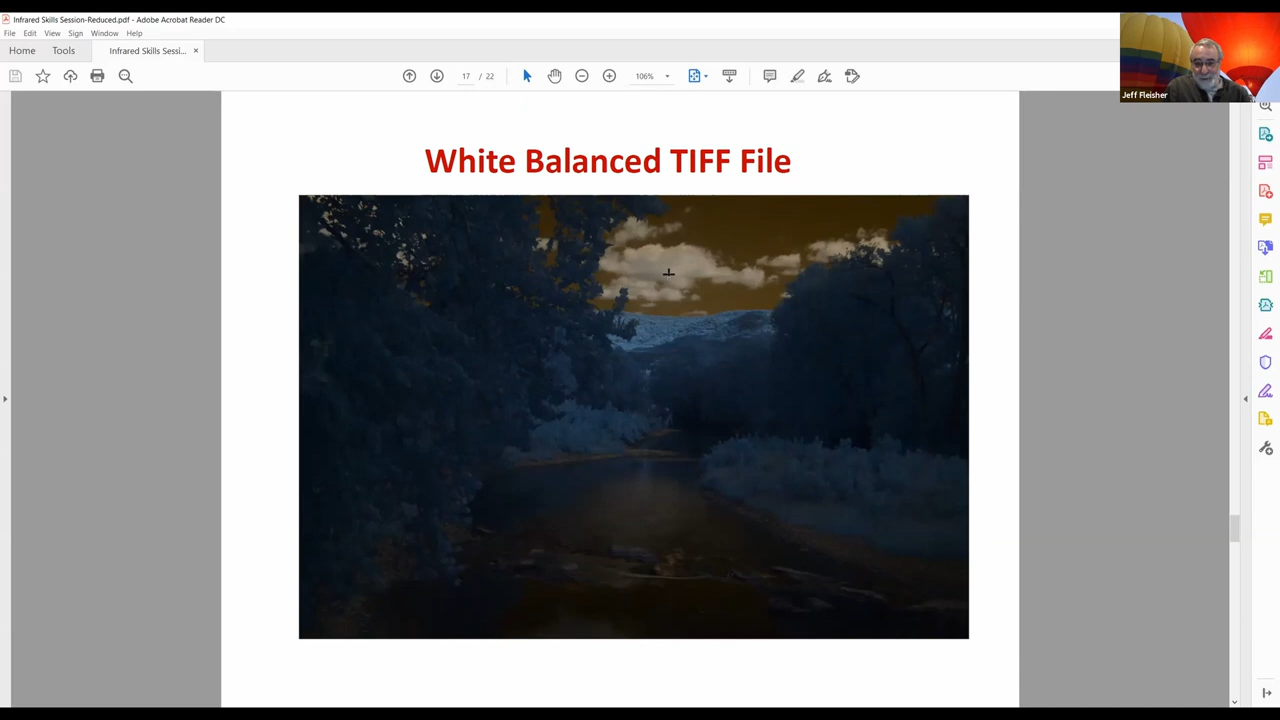 Infrared Skills Session-Reduced.pdf - Adobe Acrobat Reader DC
File Edit View Sign Window Help
Home Tools Infrared Skills Sessi... ×
17 / 22 106%
Jeff Fleisher
White Balanced TIFF File